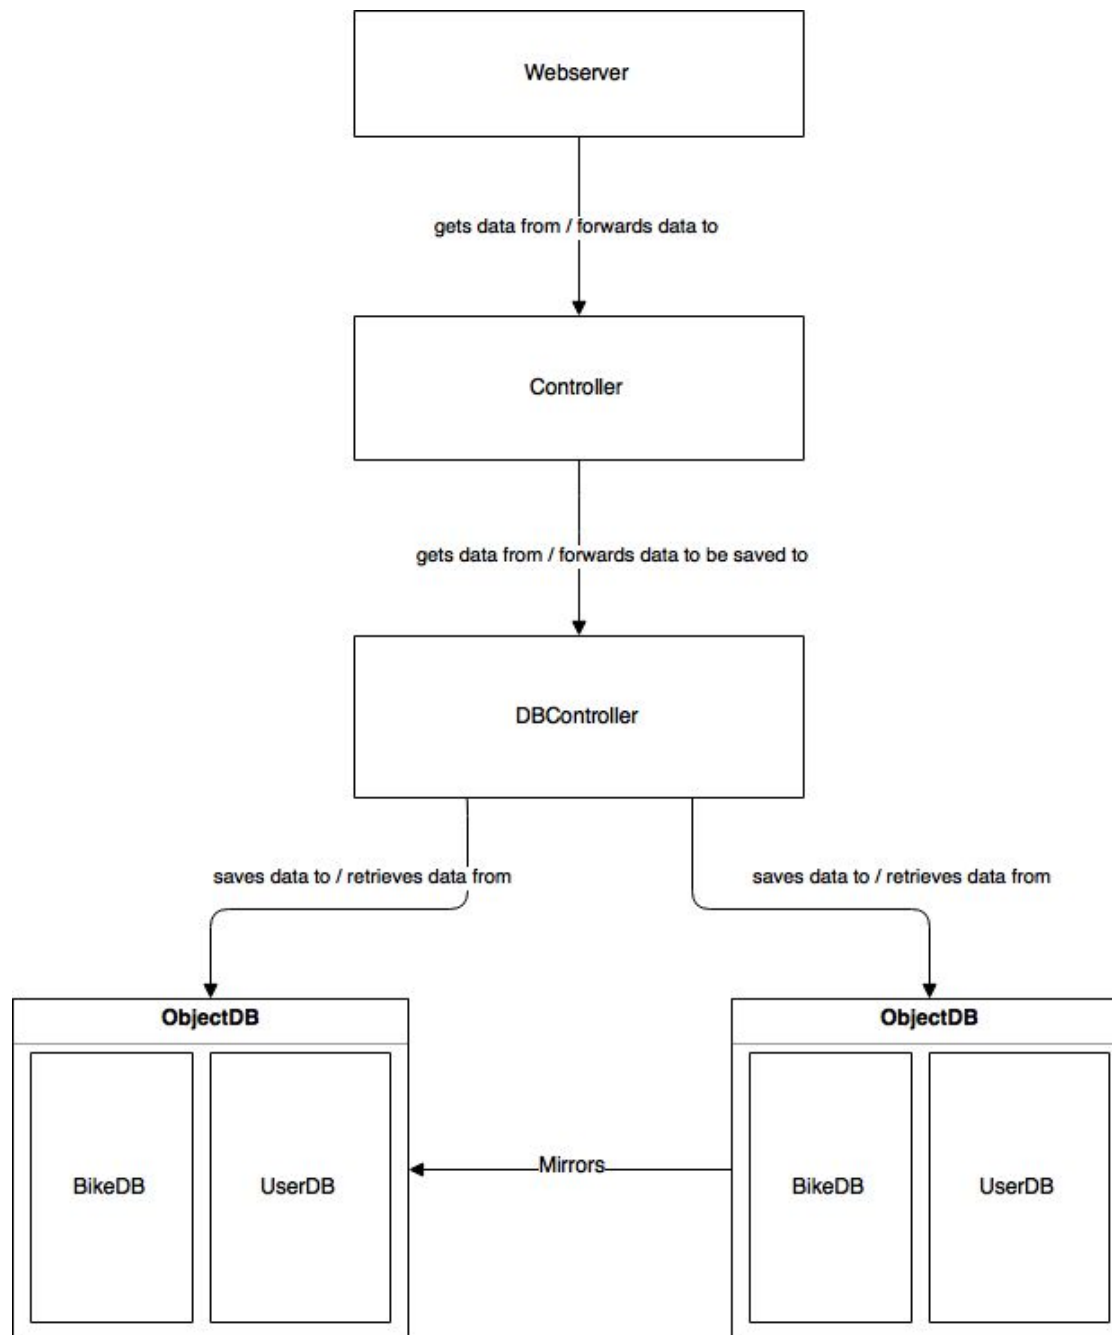 Webserver
gets data from / forwards data to
Controller
gets data from / forwards data to be saved to
DBController
saves data to / retrieves data from
saves data to / retrieves data from
ObjectDB
ObjectDB
Mirrors
BikeDB
UserDB
BikeDB
UserDB